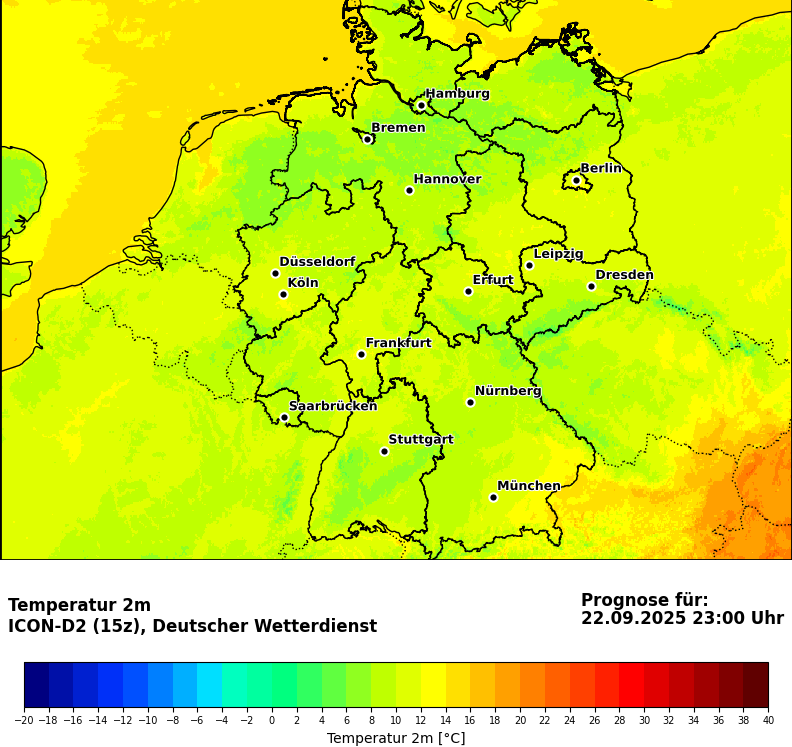 Hamburg
Bremen
Berlin
Hannover
Leipzig
Düsseldorf
Dresden
Köln
Erfurt
Frankfurt
Nürnberg
Saarbrücken
Stuttgart
München
Temperatur 2m
ICON-D2 (15z), Deutscher Wetterdienst
Prognose für:
22.09.2025 23:00 Uhr
−20 −18 −16 −14 −12 −10 −8 −6 −4 −2 0 2 4 6 8 10 12 14 16 18 20 22 24 26 28 30 32 34 36 38 40
Temperatur 2m [°C]